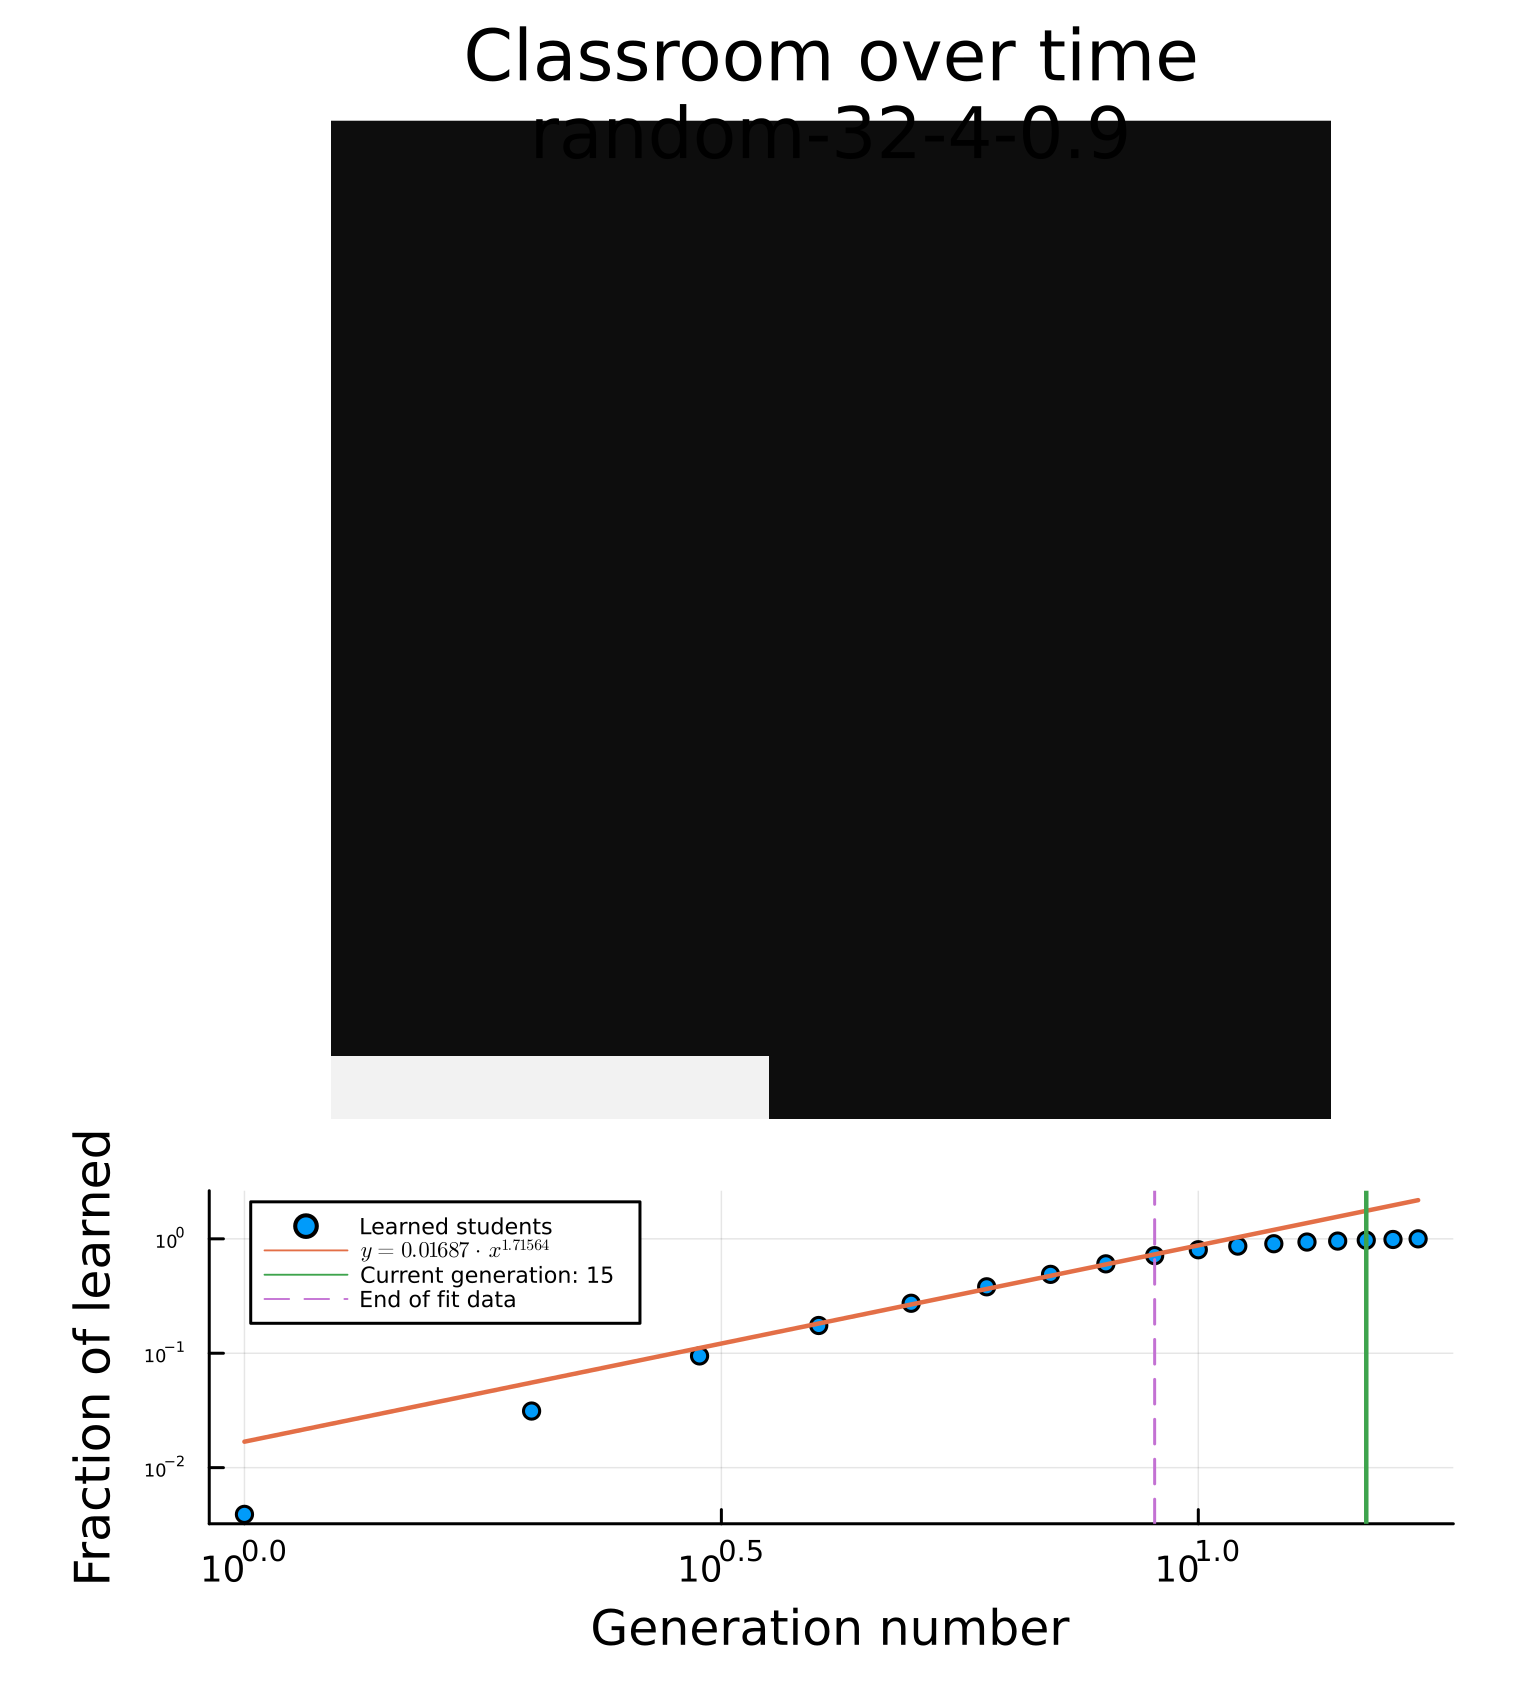 Classroom over time
random-32-4-0.9
Fraction of learned
10⁰
10⁻¹
10⁻²
Learned students
y = 0.01687 · x^1.71564
Current generation: 15
End of fit data
10^0.0
10^0.5
10^1.0
Generation number